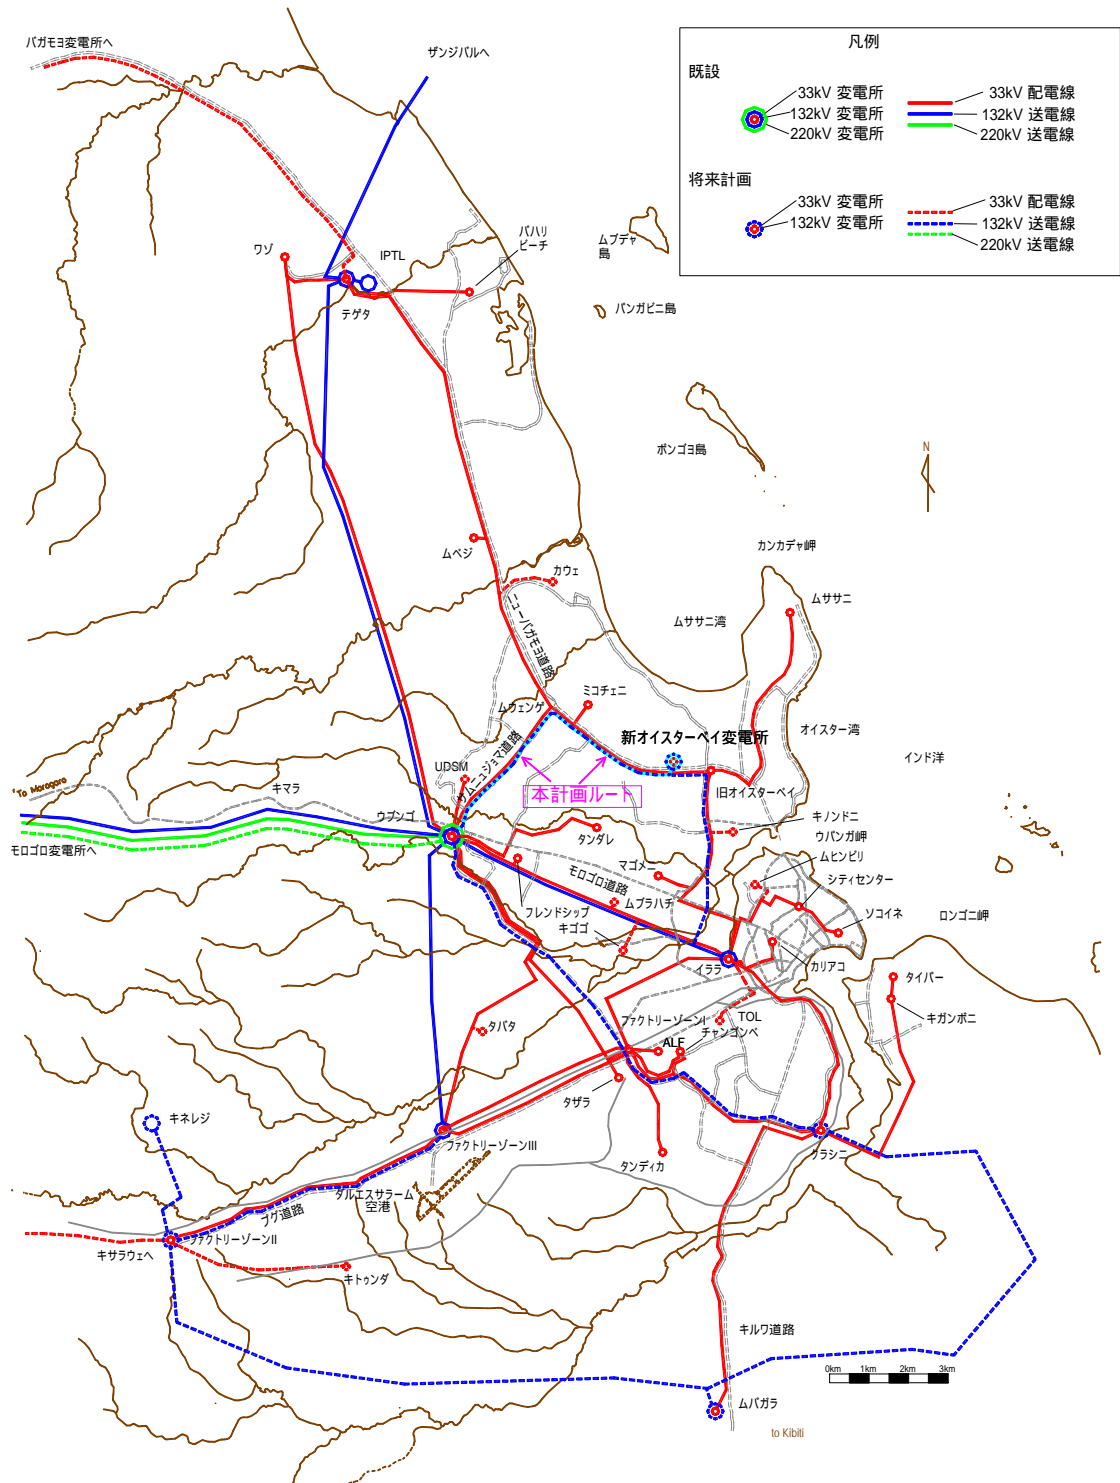 バガモヨ変電所へ
ザンジバルへ
凡例
既設
33kV 変電所
132kV 変電所
220kV 変電所
33kV 配電線
132kV 送電線
220kV 送電線
将来計画
33kV 変電所
132kV 変電所
33kV 配電線
132kV 送電線
220kV 送電線
ワゾ
IPTL
バハリ
ビーチ
ムブデャ
島
テゲタ
パンガビニ島
ボンゴヨ島
N
ムベジ
カウェ
カンカデャ岬
ムササニ
ムササニ湾
ニューバガモヨ道路
ミコチェニ
ムウェンゲ
オイスター湾
新オイスターベイ変電所
インド洋
サムニュジョマ道路
UDSM
本計画ルート
旧オイスターベイ
To Morogoro
キマラ
ウブンゴ
タンダレ
キノンドニ
ウパンガ岬
モロゴロ変電所へ
マゴメニ
ムヒンビリ
モロゴロ道路
シティセンター
ムブラハチ
フレンドシップ
キゴゴ
ソコイネ
ロンゴニ岬
イララ
カリアコ
タイバー
キガンボニ
ファクトリーゾーンI
TOL
チャンゴンベ
タバタ
ALF
タザラ
キネレジ
ファクトリーゾーンIII
クラシニ
タンディカ
ダルエスサラーム
空港
プグ道路
キサラウェへ
ファクトリーゾーンII
キトゥンダ
キルワ道路
0km
1km
2km
3km
ムバガラ
to Kibiti